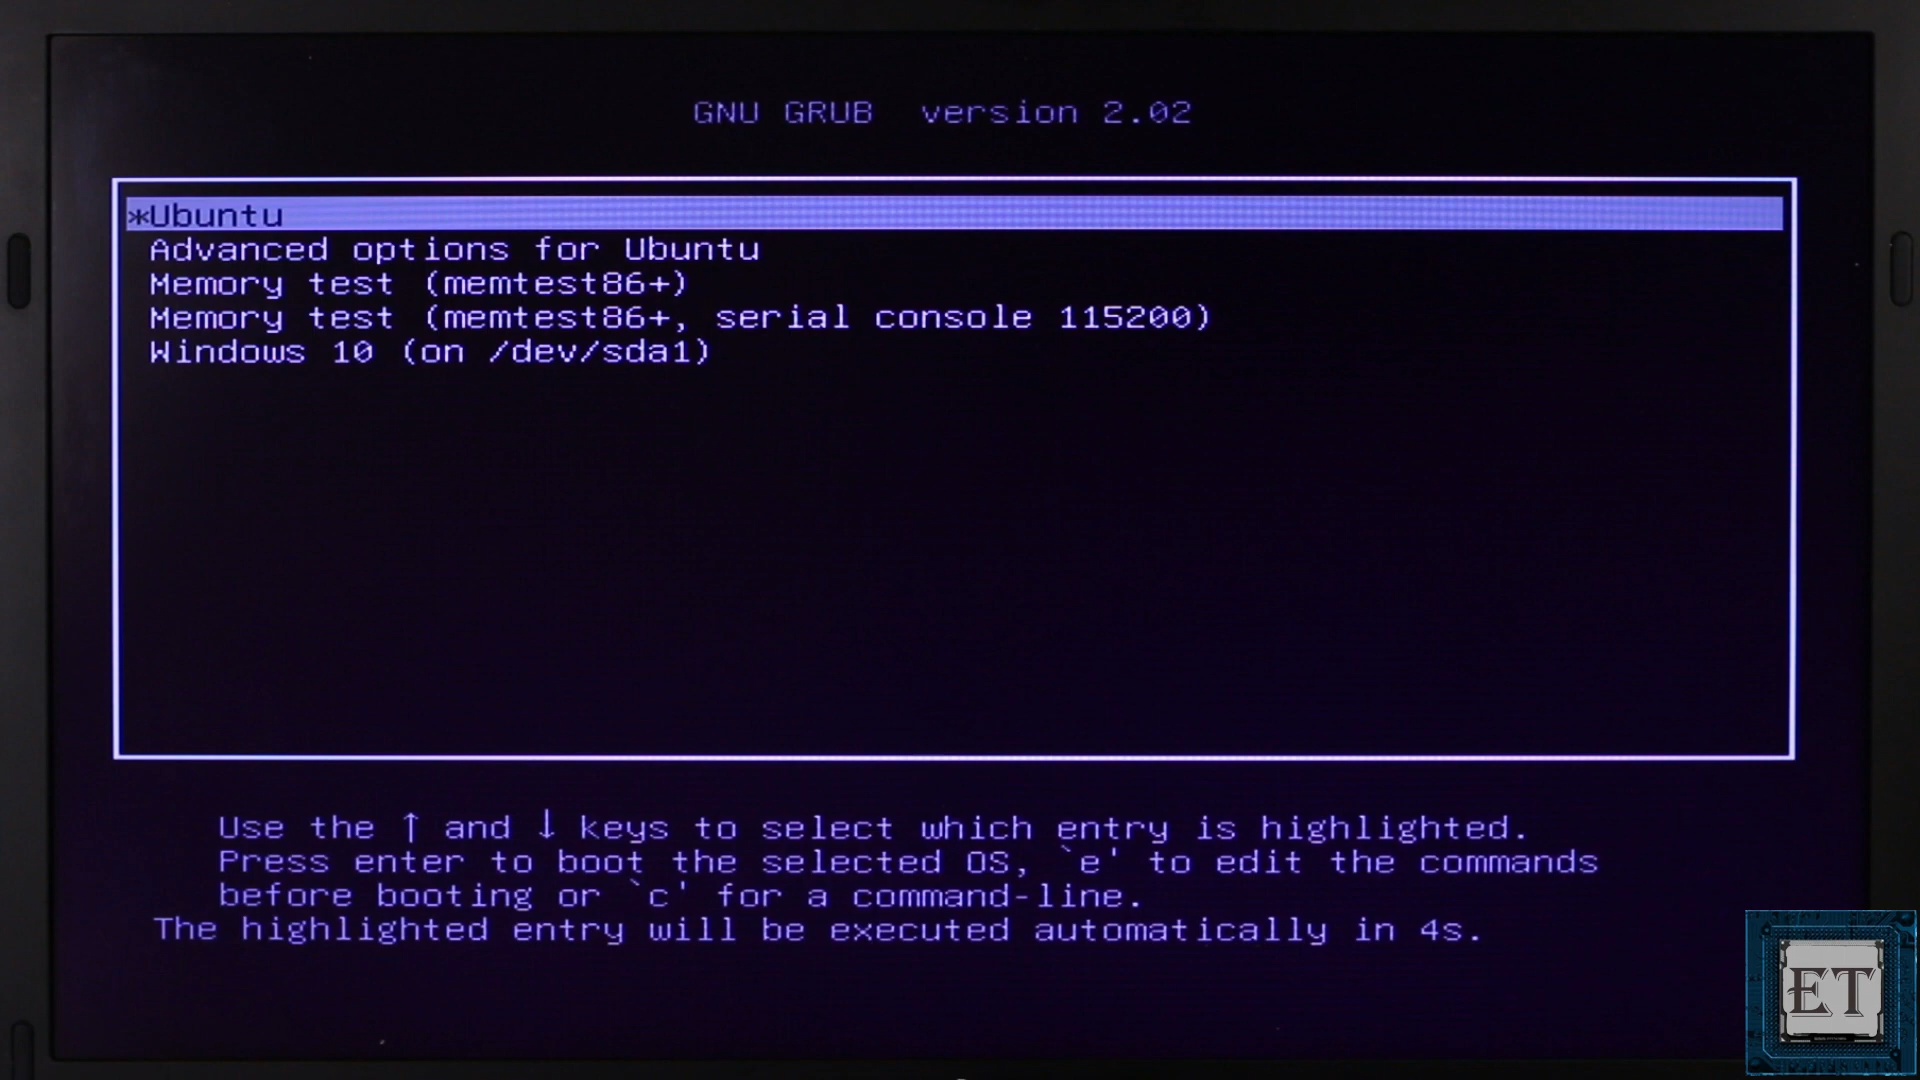 GNU GRUB  version 2.02
*Ubuntu
Advanced options for Ubuntu
Memory test (memtest86+)
Memory test (memtest86+, serial console 115200)
Windows 10 (on /dev/sda1)
Use the ↑ and ↓ keys to select which entry is highlighted.
Press enter to boot the selected OS, `e' to edit the commands
before booting or `c' for a command-line.
The highlighted entry will be executed automatically in 4s.
ET